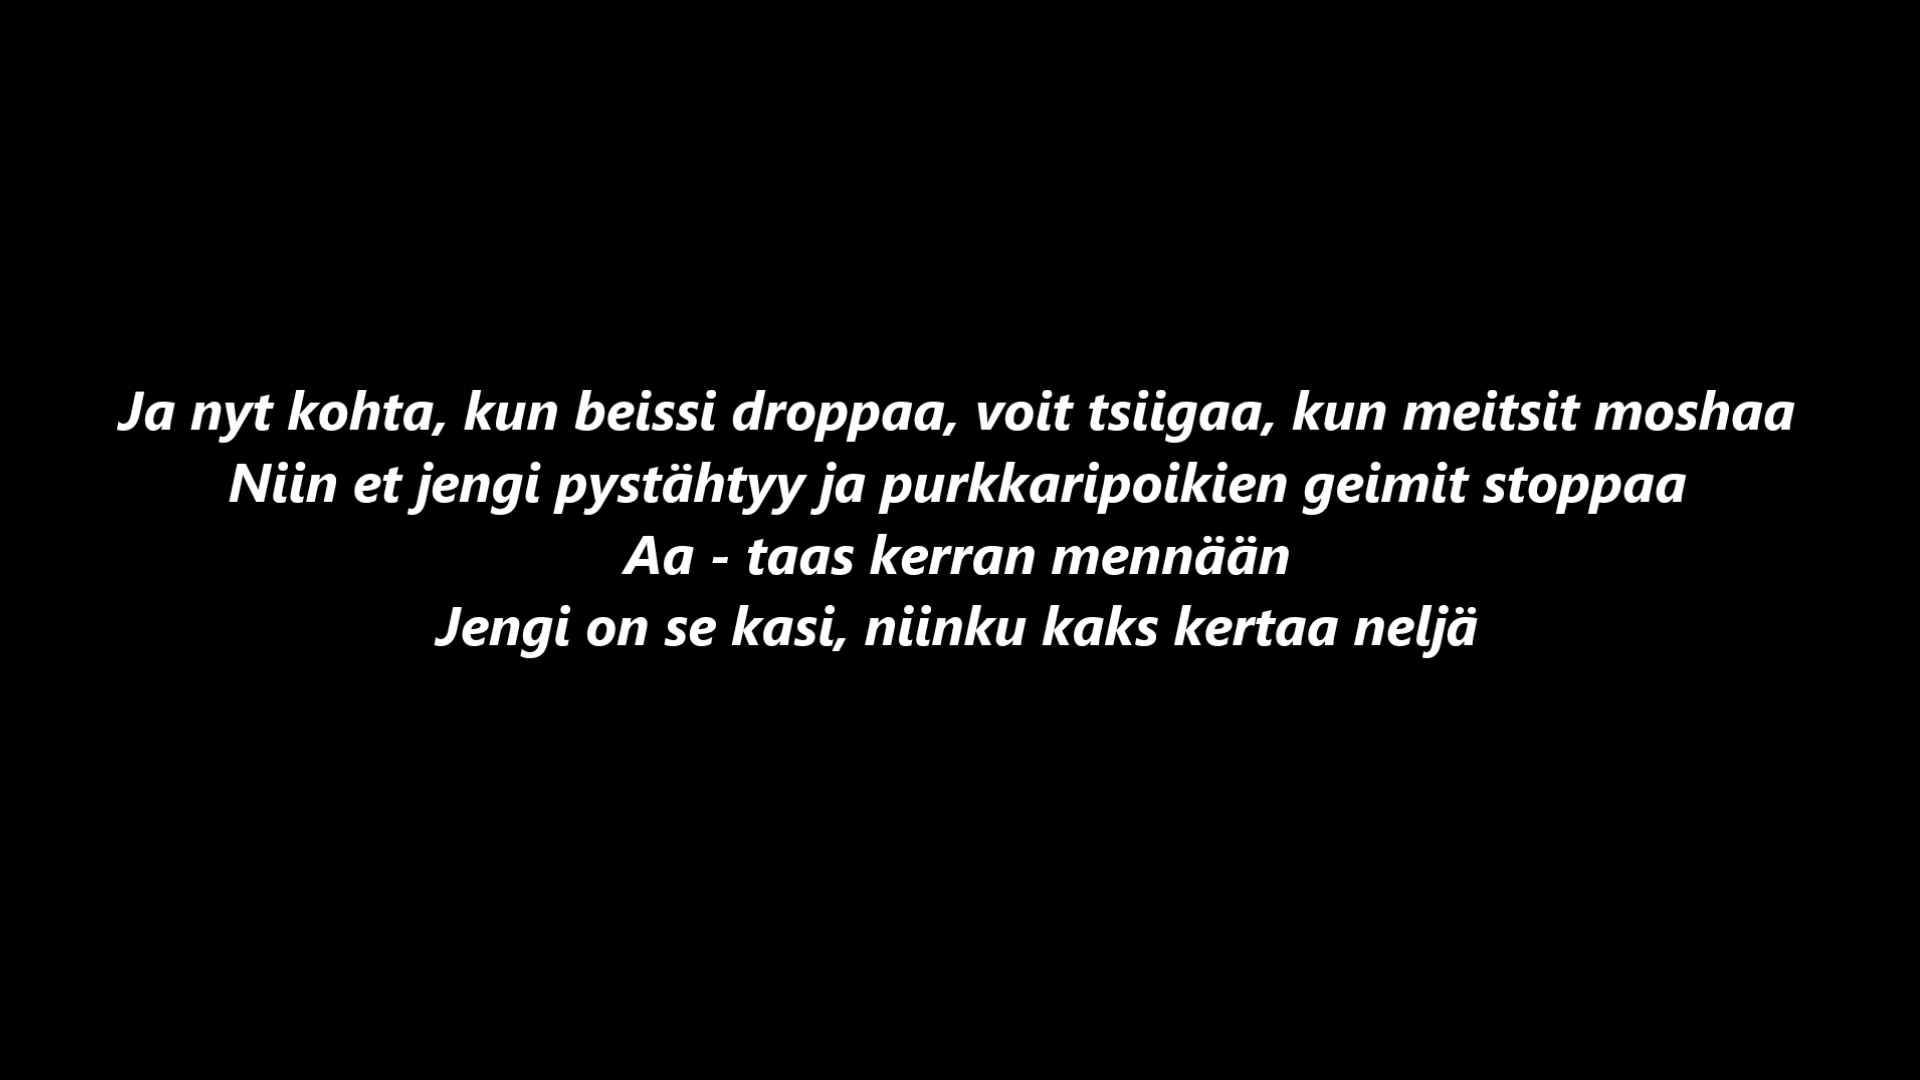 Ja nyt kohta, kun beissi droppaa, voit tsiigaa, kun meitsit moshaa
Niin et jengi pystähtyy ja purkkaripoikien geimit stoppaa
Aa - taas kerran mennään
Jengi on se kasi, niinku kaks kertaa neljä